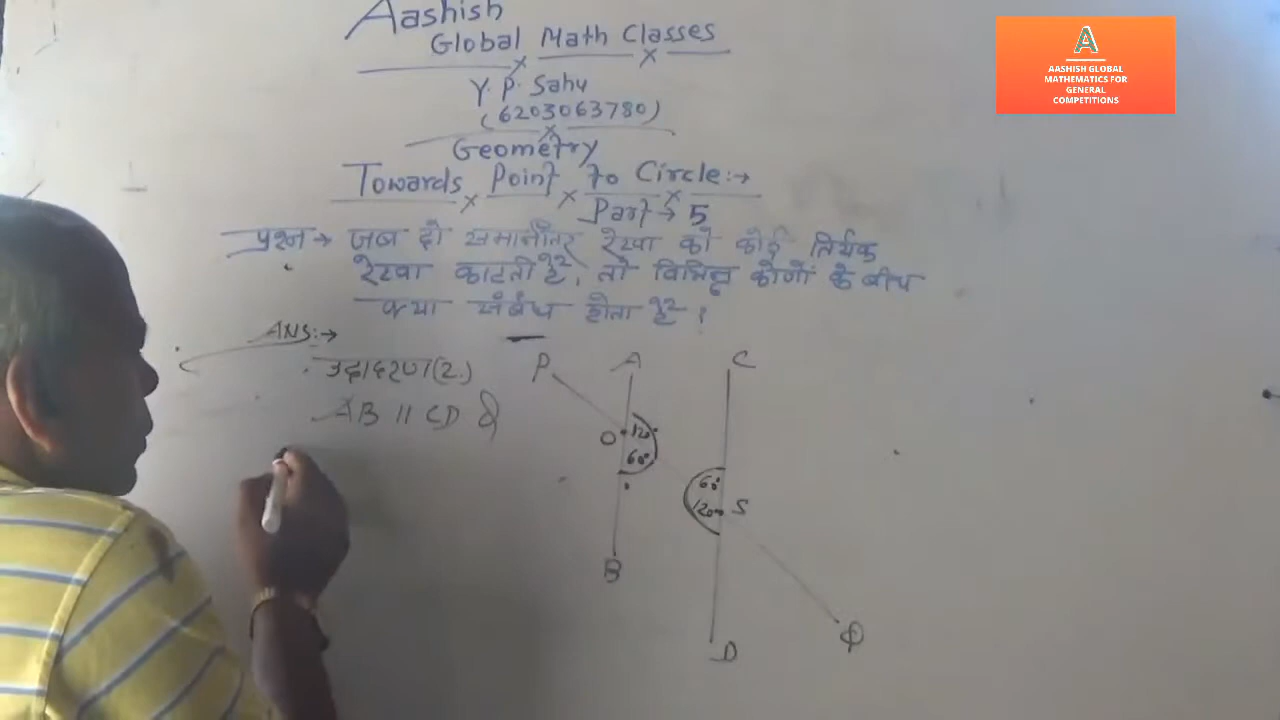 Aashish
Global Math Classes
Y. P. Sahu
(6203063780)
Geometry
Towards Point to Circle:→
Part → 5
प्रश्न → जब दो समानांतर रेखा को कोई तिर्यक
रेखा काटती है, तो विभिन्न कोणों के बीच
क्या संबंध होता है ?
ANS:→
उदाहरण(2.)
AB || CD &
P
A
C
O
120°
60°
60°
120°
S
B
D
Q
A
AASHISH GLOBAL
MATHEMATICS FOR
GENERAL
COMPETITIONS